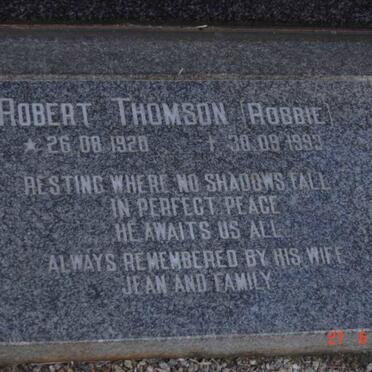 ROBERT THOMSON (ROBBIE)
★ 26.08.1920 † 30.09.1993
RESTING WHERE NO SHADOWS FALL
IN PERFECT PEACE
HE AWAITS US ALL
ALWAYS REMEMBERED BY HIS WIFE
JEAN AND FAMILY